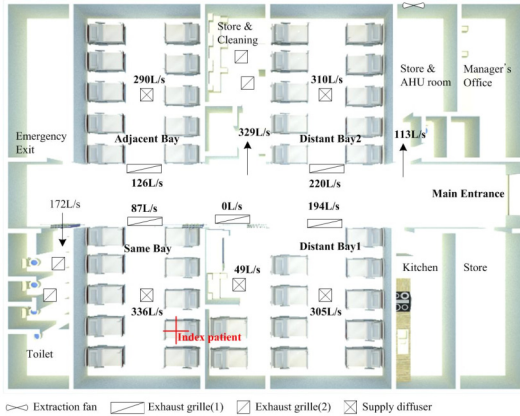 Store &
Cleaning
290L/s
310L/s
Store &
AHU room
Manager's
Office
Emergency
Exit
Adjacent Bay
329L/s
Distant Bay2
113L/s
126L/s
220L/s
Main Entrance
172L/s
87L/s
0L/s
194L/s
Same Bay
Distant Bay1
49L/s
Kitchen
Store
336L/s
305L/s
Index patient
Toilet
Extraction fan
Exhaust grille(1)
Exhaust grille(2)
Supply diffuser